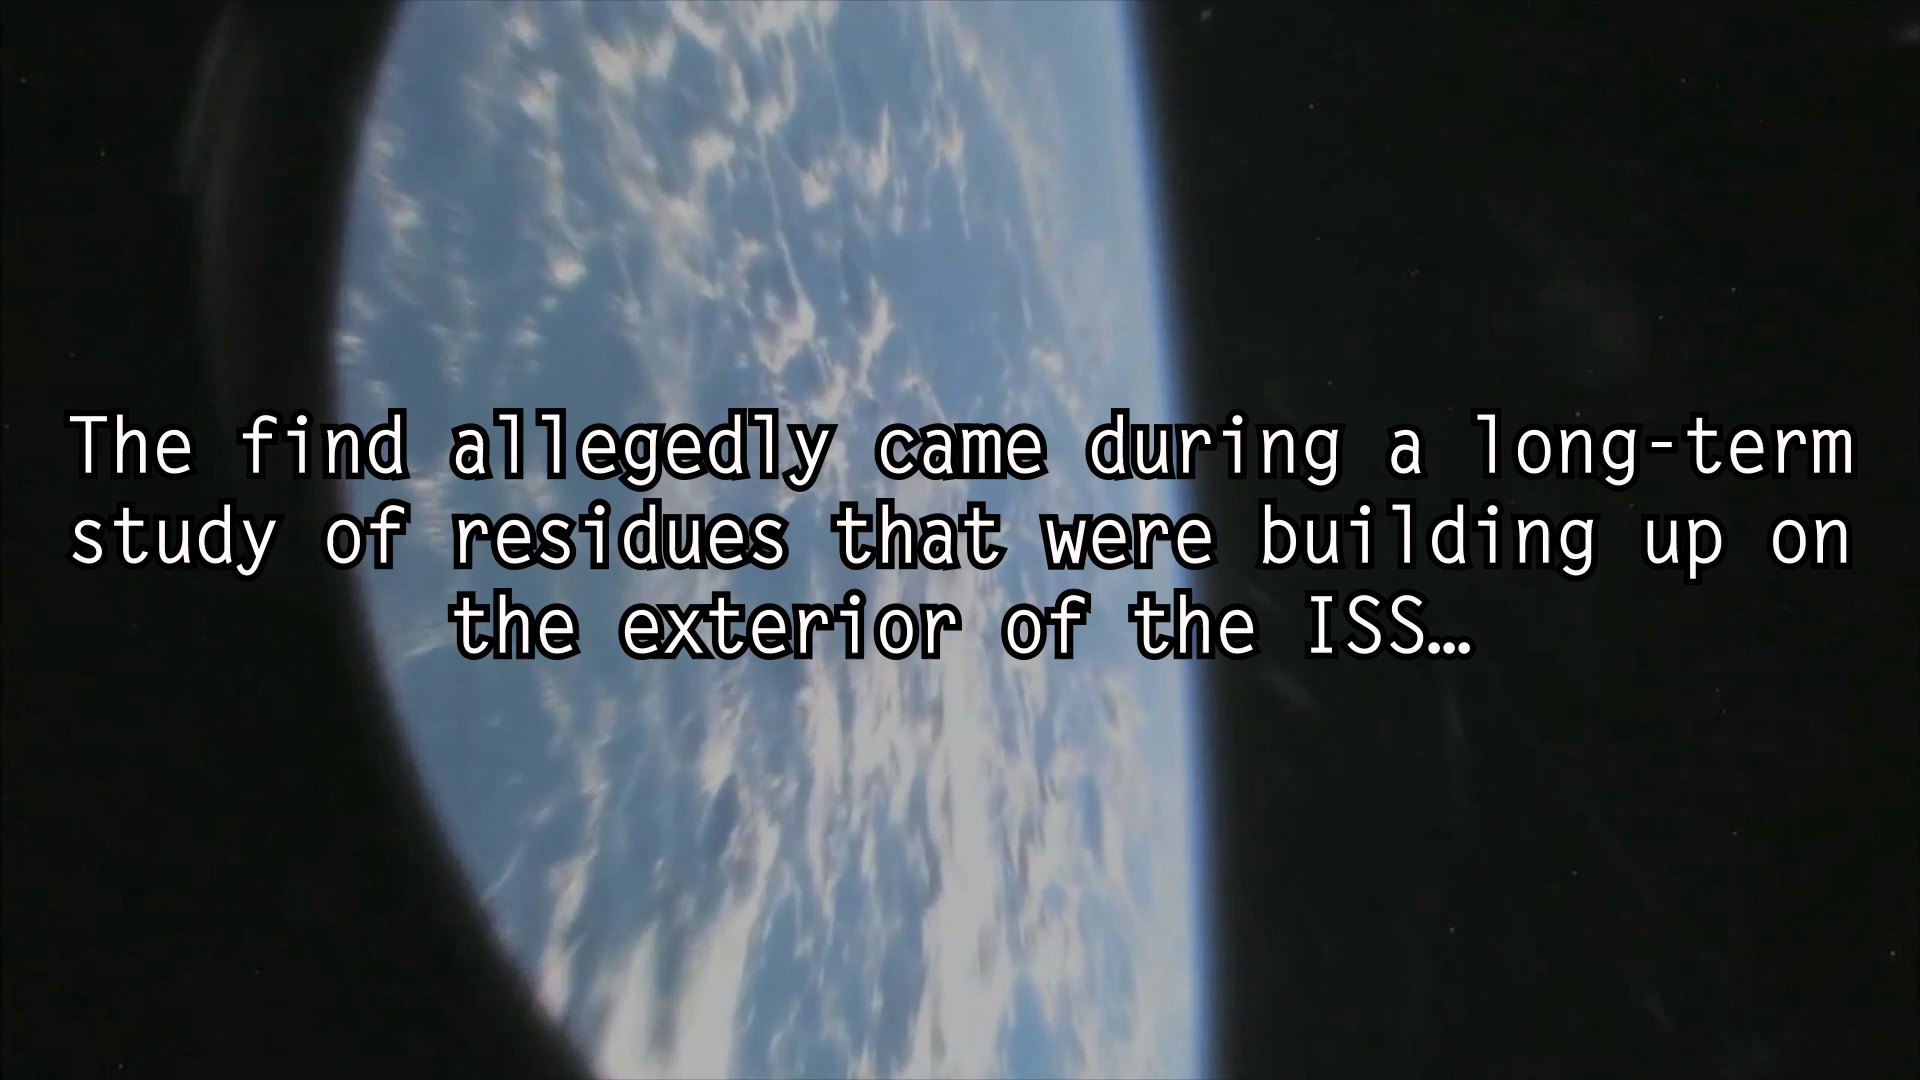 The find allegedly came during a long-term
study of residues that were building up on
the exterior of the ISS…